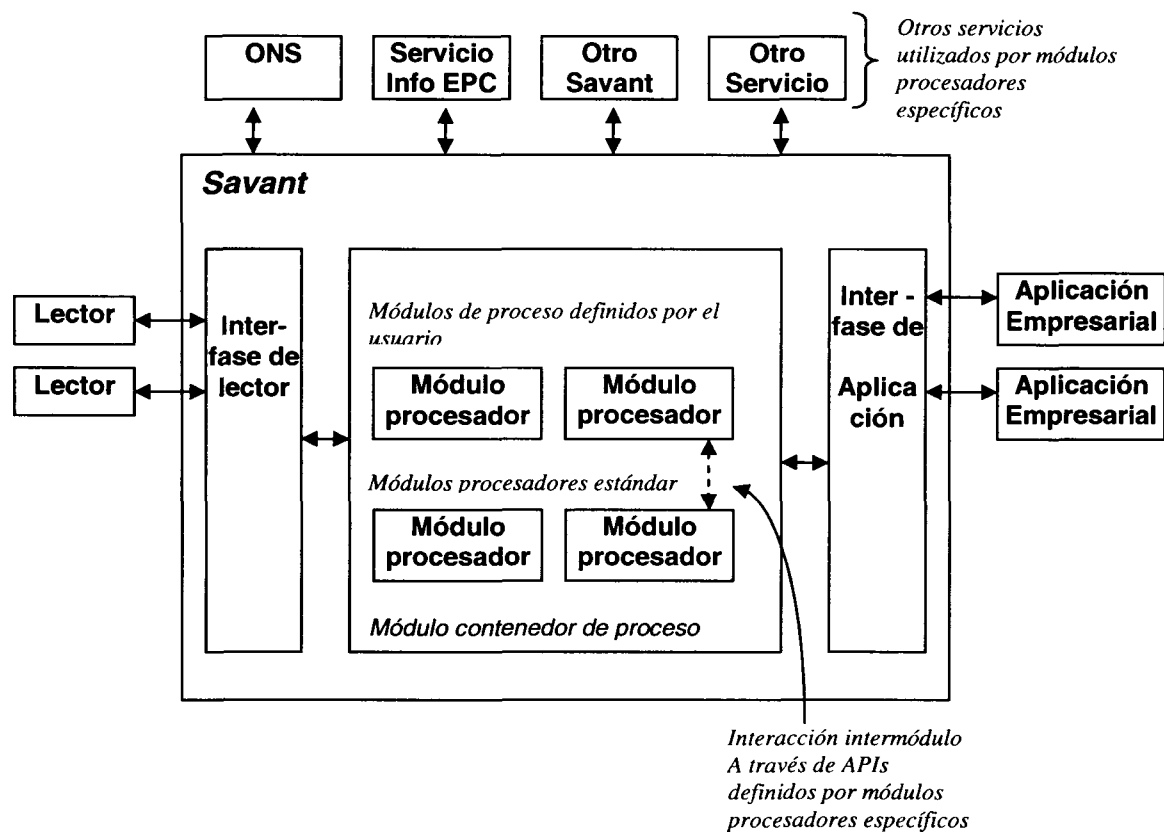 ONS
Servicio
Info EPC
Otro
Savant
Otro
Servicio
Otros servicios
utilizados por módulos
procesadores
específicos
Savant
Lector
Lector
Inter-
fase de
lector
Módulos de proceso definidos por el
usuario
Módulo
procesador
Módulo
procesador
Módulos procesadores estándar
Módulo
procesador
Módulo
procesador
Módulo contenedor de proceso
Inter -
fase de
Aplica
ción
Aplicación
Empresarial
Aplicación
Empresarial
Interacción intermódulo
A través de APIs
definidos por módulos
procesadores específicos